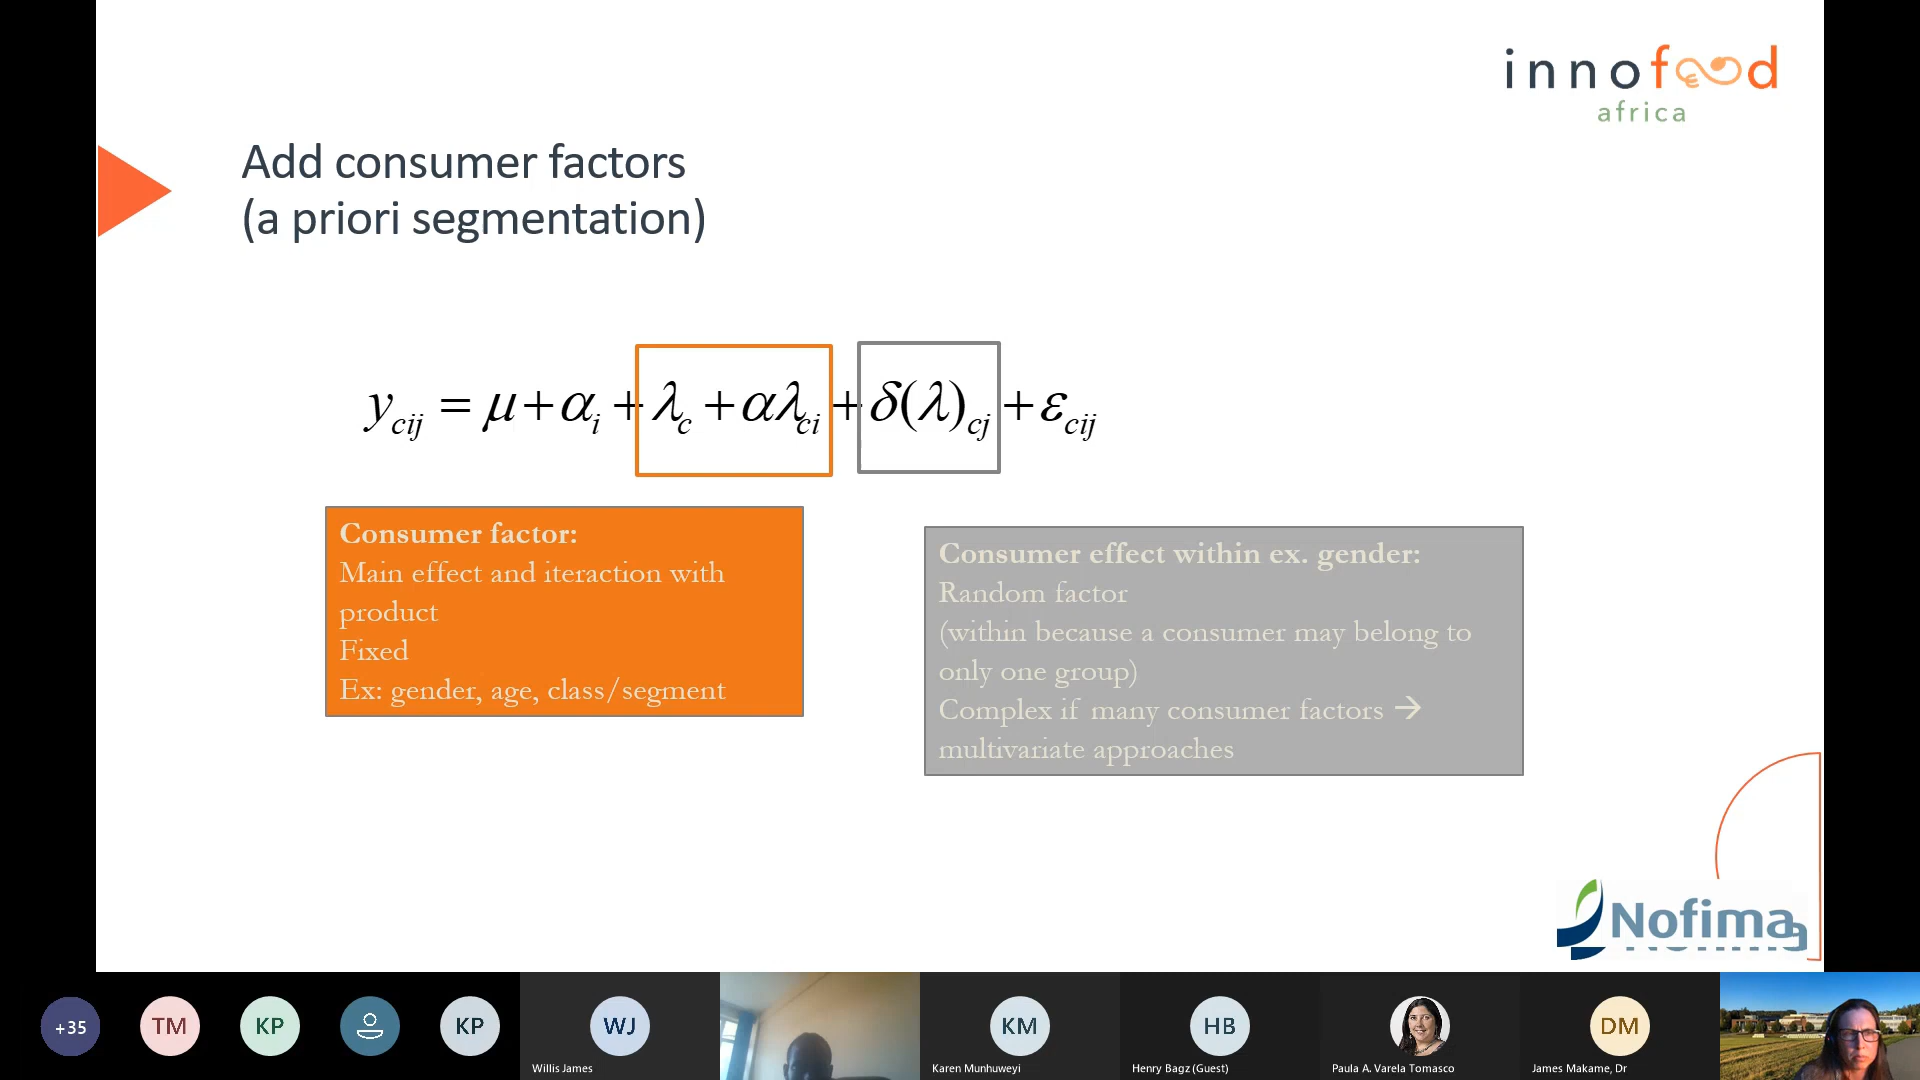 innofood
africa
Add consumer factors
(a priori segmentation)
y_cij = μ + α_i + λ_c + αλ_ci + δ(λ)_cj + ε_cij
Consumer factor:
Main effect and iteraction with
product
Fixed
Ex: gender, age, class/segment
Consumer effect within ex. gender:
Random factor
(within because a consumer may belong to
only one group)
Complex if many consumer factors →
multivariate approaches
Nofima
+35
TM
KP
KP
WJ
Willis James
KM
Karen Munhuweyi
HB
Henry Bagz (Guest)
Paula A. Varela Tomasco
DM
James Makame, Dr